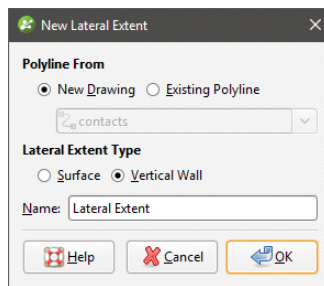 New Lateral Extent
Polyline From
New Drawing Existing Polyline
contacts
Lateral Extent Type
Surface Vertical Wall
Name: Lateral Extent
Help Cancel OK